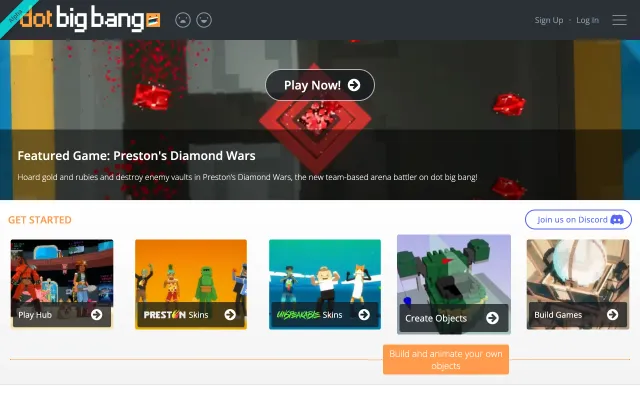 Alpha
dot big bang
Sign Up · Log In
Play Now!
Featured Game: Preston's Diamond Wars
Hoard gold and rubies and destroy enemy vaults in Preston's Diamond Wars, the new team-based arena battler on dot big bang!
GET STARTED
Join us on Discord
Play Hub
PRESTON Skins
UNSPEAKABLE Skins
Create Objects
Build Games
Build and animate your own
objects